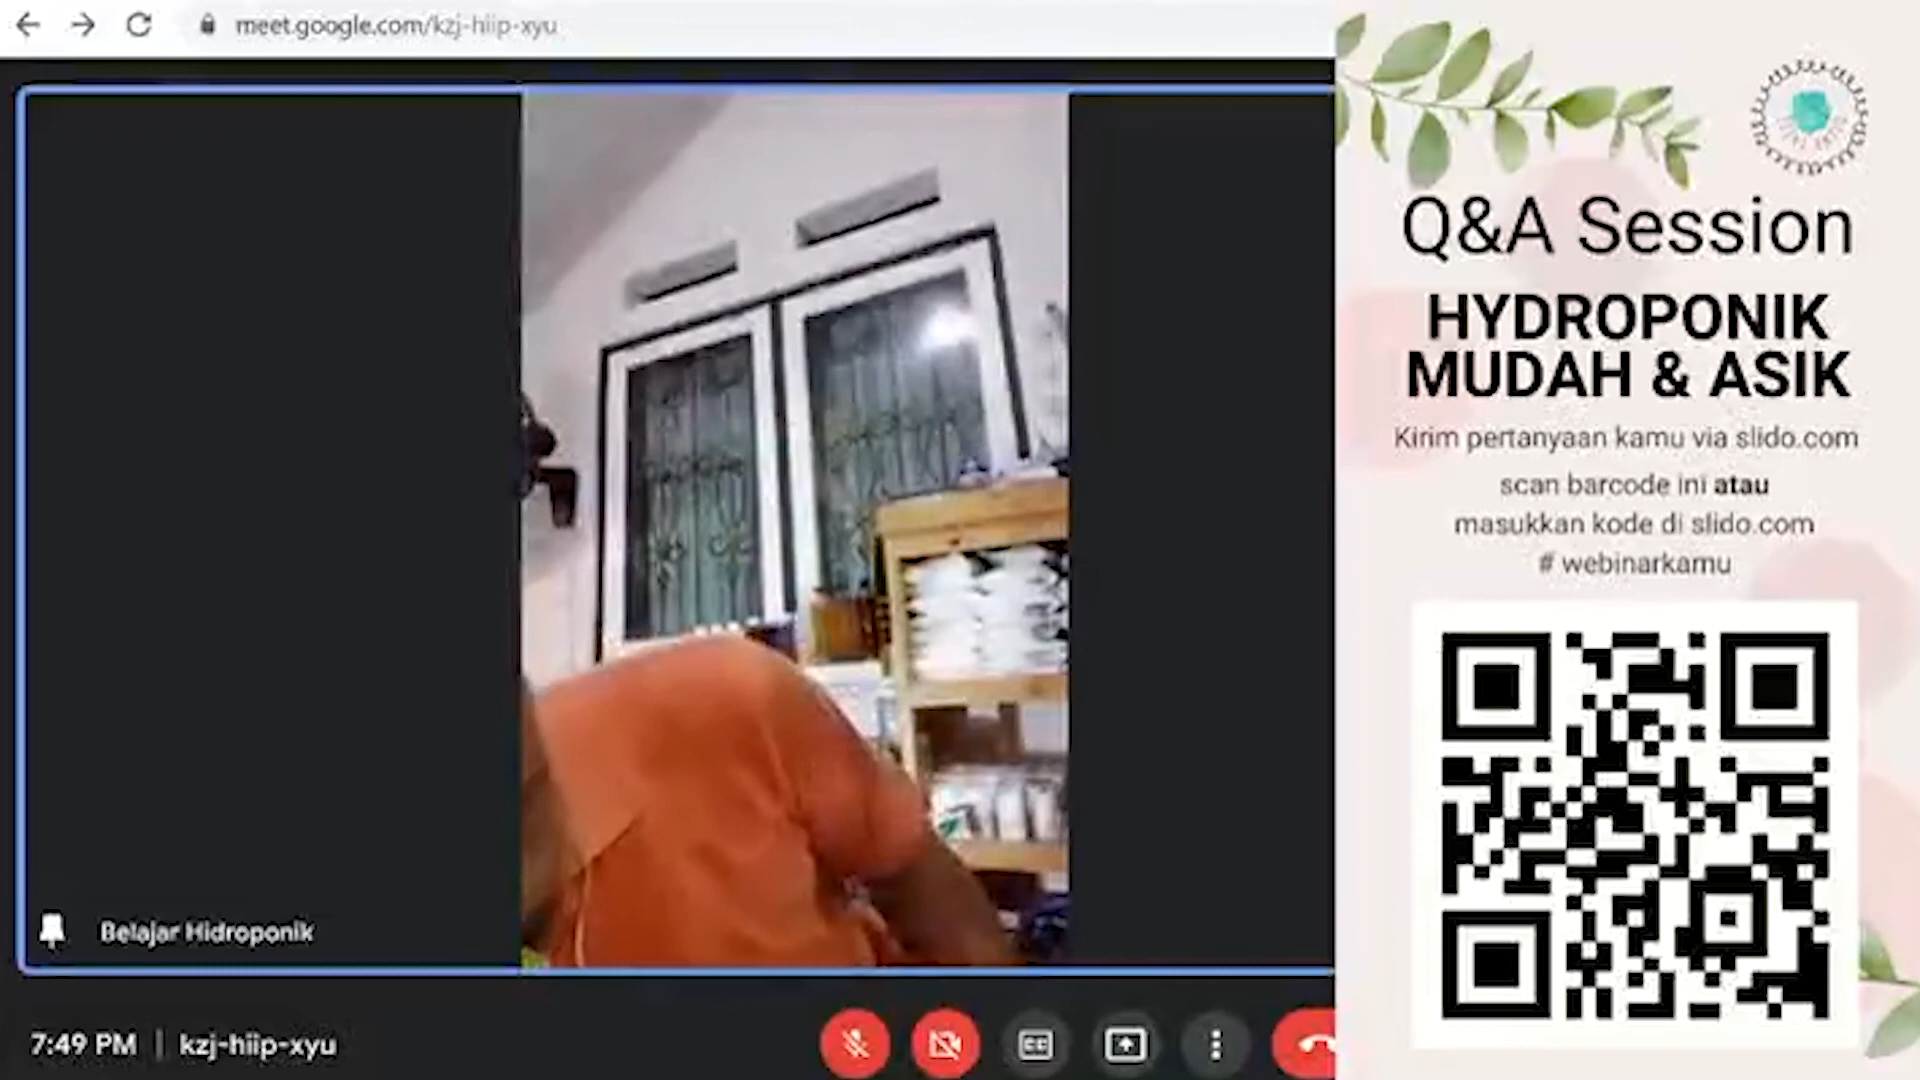 meet.google.com/kzj-hiip-xyu
Belajar Hidroponik
7:49 PM | kzj-hiip-xyu
CC
Q&A Session
HYDROPONIK
MUDAH & ASIK
Kirim pertanyaan kamu via slido.com
scan barcode ini atau
masukkan kode di slido.com
# webinarkamu